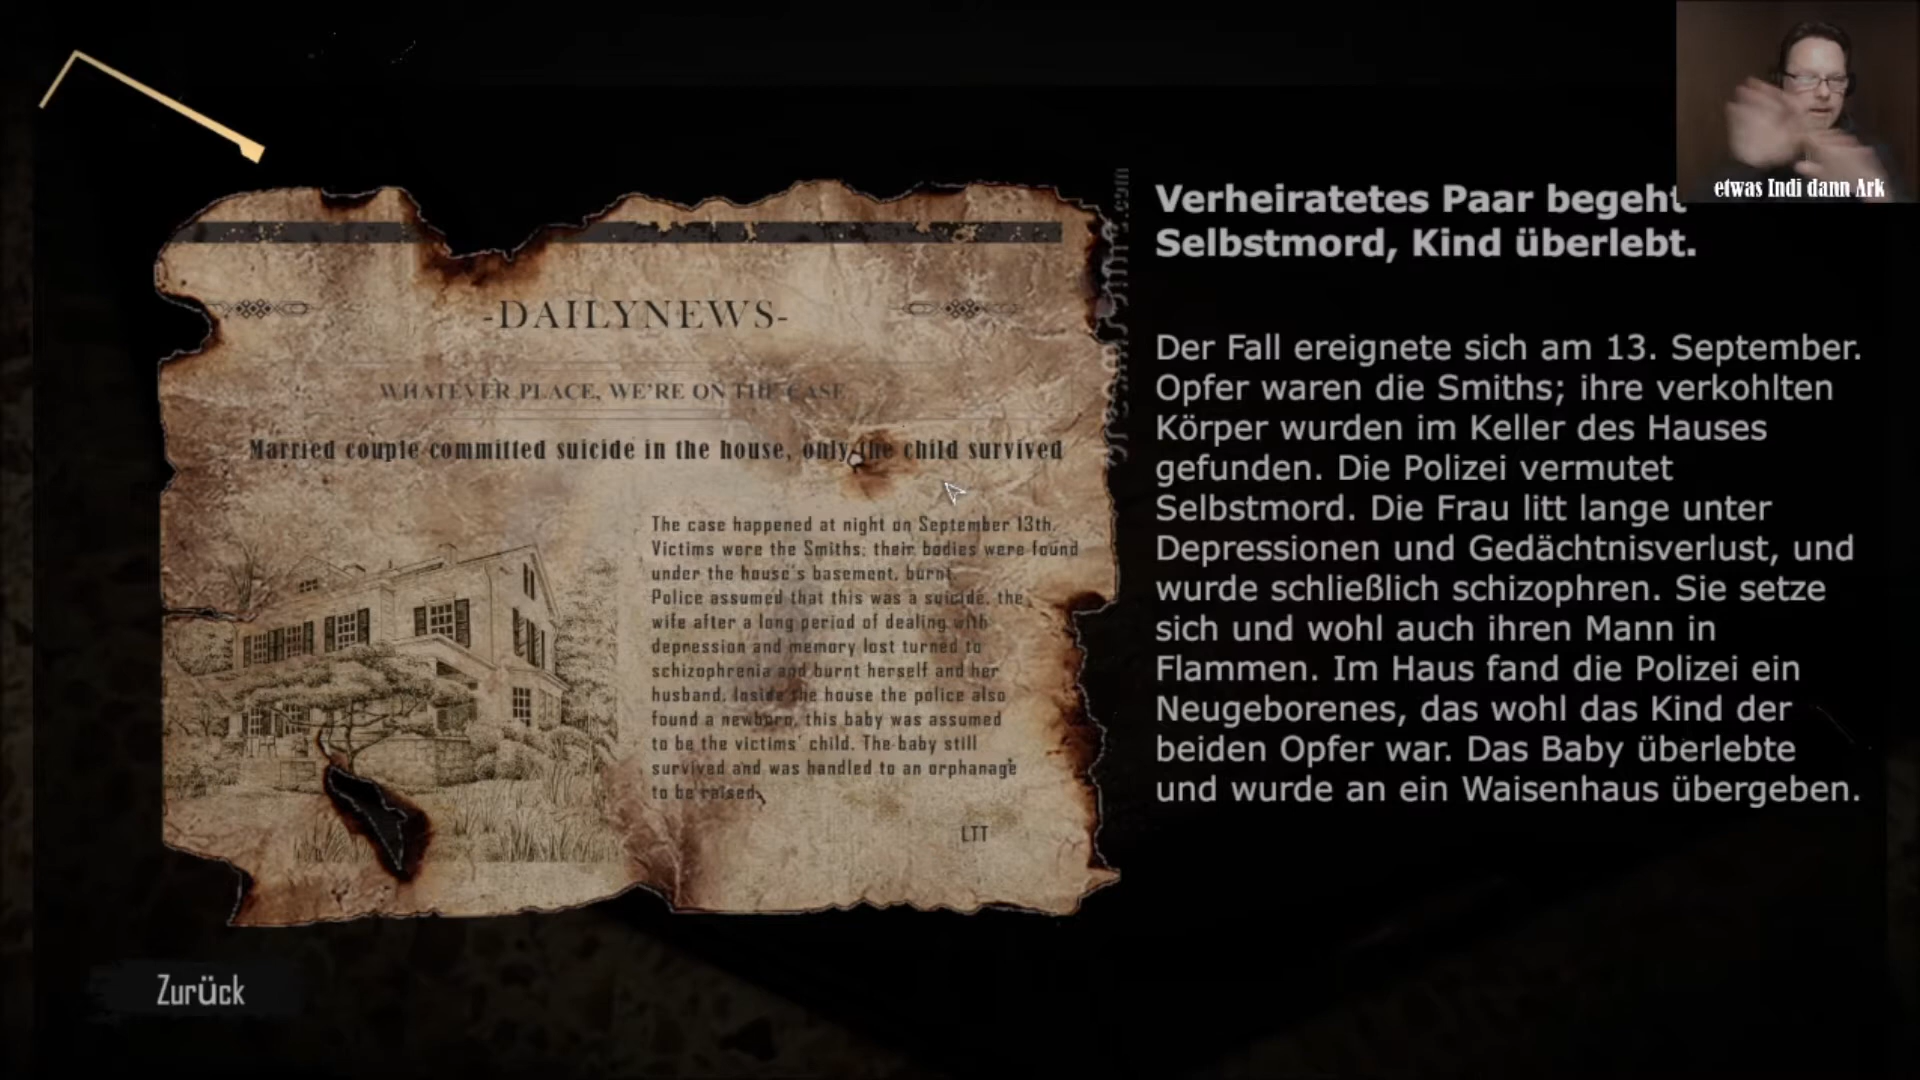 etwas Indi dann Ark
-DAILYNEWS-
WHATEVER PLACE, WE'RE ON THE CASE
Married couple committed suicide in the house, only the child survived
The case happened at night on September 13th.
Victims were the Smiths; their bodies were found
under the house's basement, burnt.
Police assumed that this was a suicide, the
wife after a long period of dealing with
depression and memory lost turned to
schizophrenia and burnt herself and her
husband. Inside the house the police also
found a newborn, this baby was assumed
to be the victims' child. The baby still
survived and was handled to an orphanage
to be raised.
LTT
Verheiratetes Paar begeht
Selbstmord, Kind überlebt.
Der Fall ereignete sich am 13. September.
Opfer waren die Smiths; ihre verkohlten
Körper wurden im Keller des Hauses
gefunden. Die Polizei vermutet
Selbstmord. Die Frau litt lange unter
Depressionen und Gedächtnisverlust, und
wurde schließlich schizophren. Sie setze
sich und wohl auch ihren Mann in
Flammen. Im Haus fand die Polizei ein
Neugeborenes, das wohl das Kind der
beiden Opfer war. Das Baby überlebte
und wurde an ein Waisenhaus übergeben.
Zurück